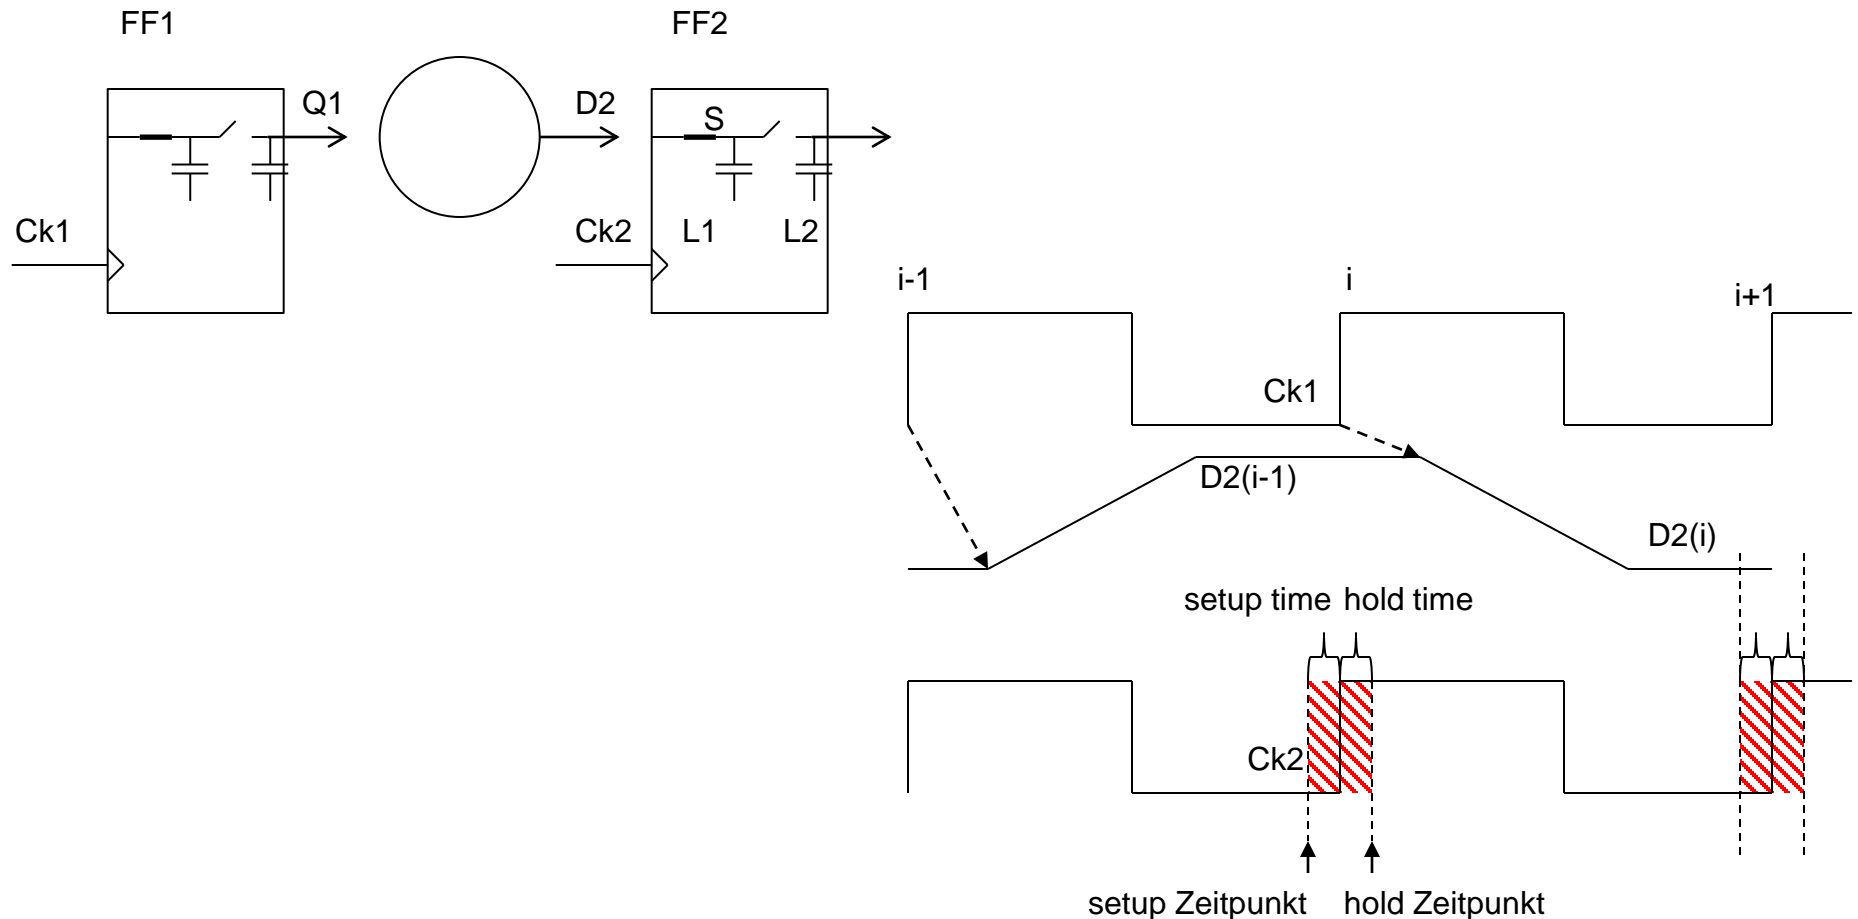 FF1
FF2
Q1
D2
S
Ck1
Ck2
L1
L2
i-1
i
i+1
Ck1
D2(i-1)
D2(i)
setup time
hold time
Ck2
setup Zeitpunkt
hold Zeitpunkt